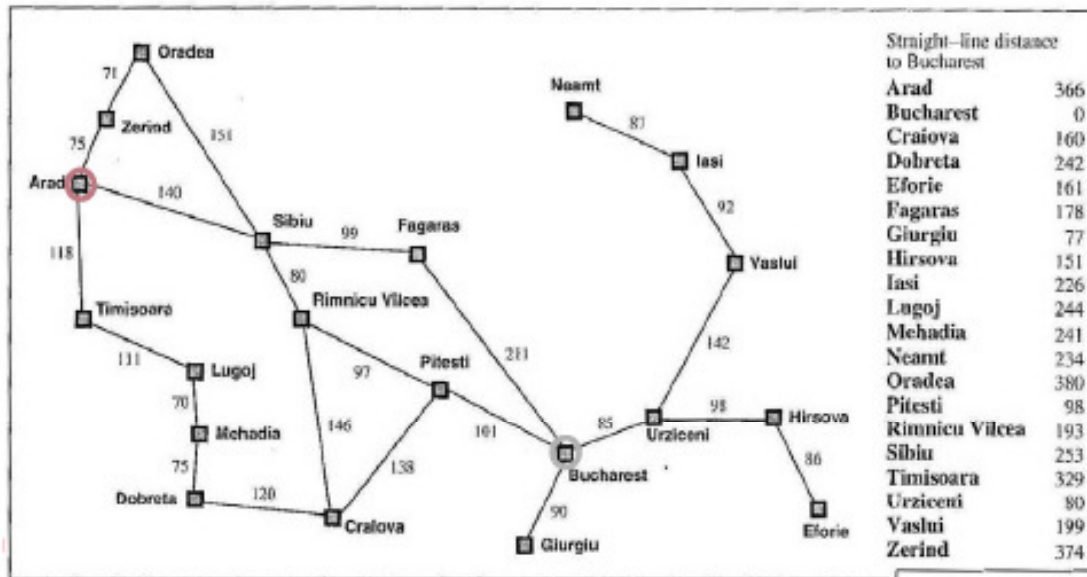 Oradea
71
Neamt
Zerind
87
151
75
Iasi
Arad
140
92
Sibiu
Fagaras
99
118
Vaslui
80
Timisoara
Rimnicu Vilcea
142
111
Pitesti
211
Lugoj
97
70
98
Hirsova
85
Mehadia
146
101
Urziceni
86
75
138
Bucharest
120
Dobreta
90
Craiova
Eforie
Giurgiu
Straight–line distance
to Bucharest
Arad 366
Bucharest 0
Craiova 160
Dobreta 242
Eforie 161
Fagaras 178
Giurgiu 77
Hirsova 151
Iasi 226
Lugoj 244
Mehadia 241
Neamt 234
Oradea 380
Pitesti 98
Rimnicu Vilcea 193
Sibiu 253
Timisoara 329
Urziceni 80
Vaslui 199
Zerind 374